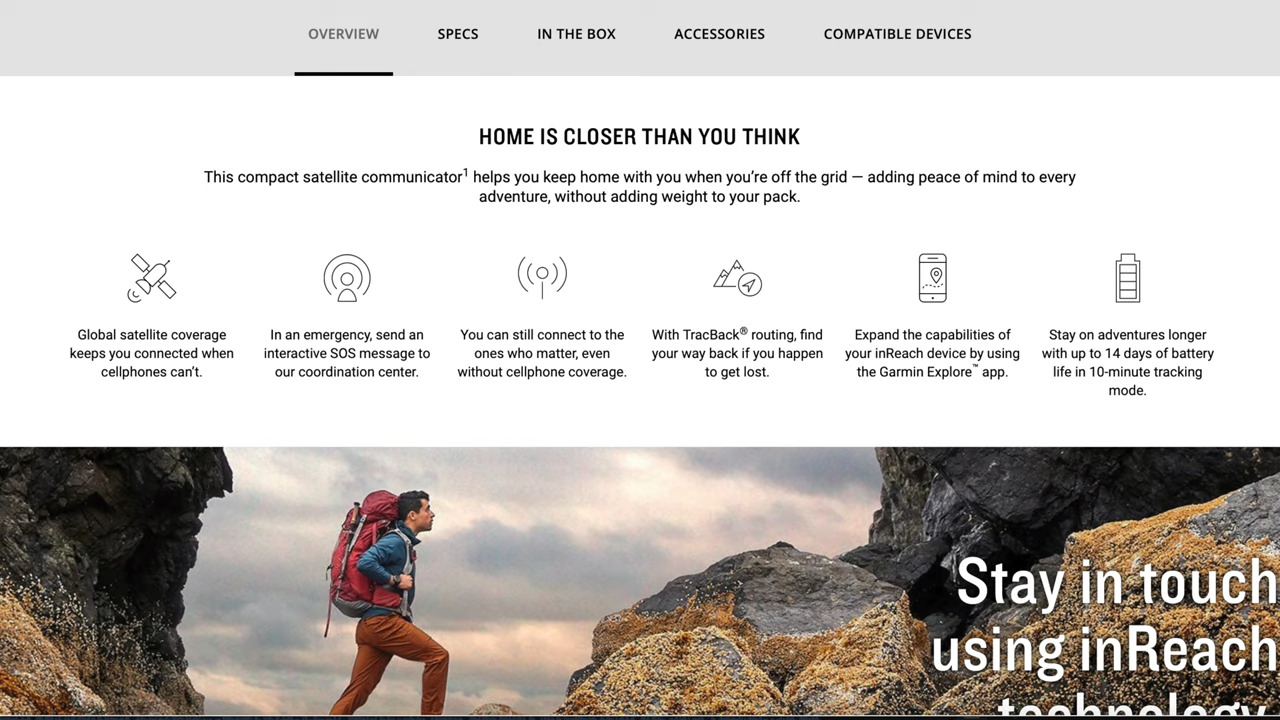 OVERVIEW SPECS IN THE BOX ACCESSORIES COMPATIBLE DEVICES
HOME IS CLOSER THAN YOU THINK
This compact satellite communicator1 helps you keep home with you when you’re off the grid — adding peace of mind to every
adventure, without adding weight to your pack.
Global satellite coverage
keeps you connected when
cellphones can’t.
In an emergency, send an
interactive SOS message to
our coordination center.
You can still connect to the
ones who matter, even
without cellphone coverage.
With TracBack® routing, find
your way back if you happen
to get lost.
Expand the capabilities of
your inReach device by using
the Garmin Explore™ app.
Stay on adventures longer
with up to 14 days of battery
life in 10-minute tracking
mode.
Stay in touch
using inReach
technology.